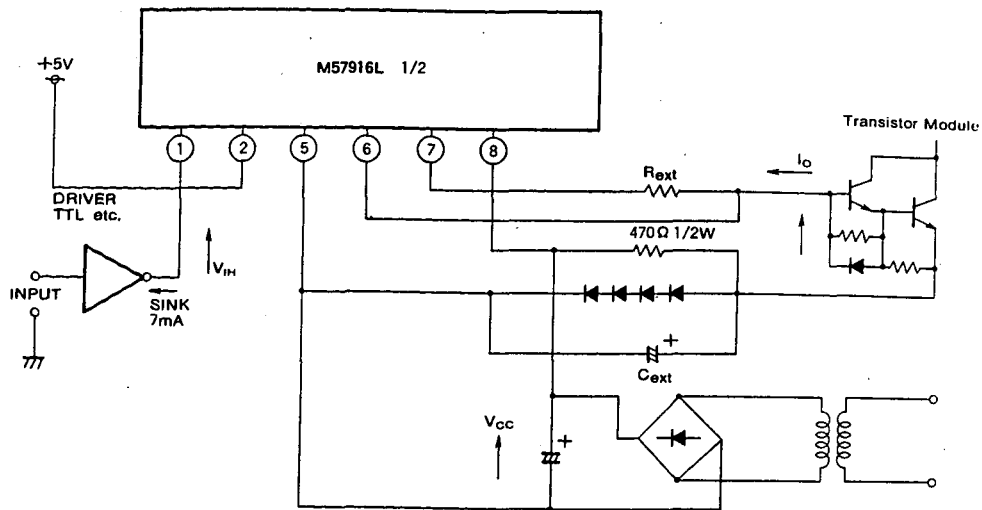 M57916L 1/2
+5V
1
2
5
6
7
8
Transistor Module
Rext
IO
DRIVER
TTL etc.
470Ω 1/2W
VIH
INPUT
SINK
7mA
+
Cext
VCC
+